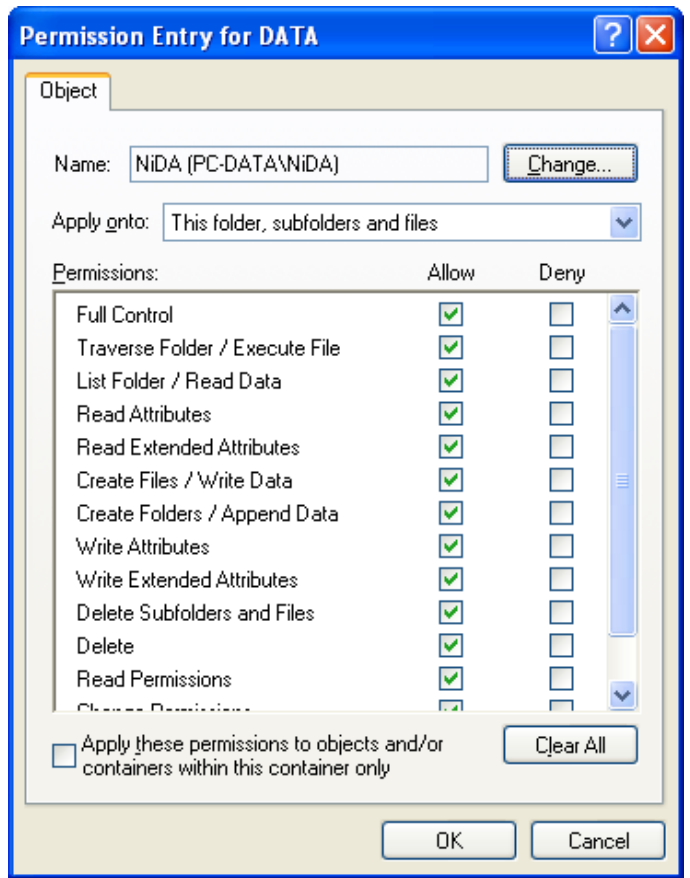 Permission Entry for DATA
Object
Name: NiDA (PC-DATA\NiDA) Change...
Apply onto: This folder, subfolders and files
Permissions: Allow Deny
Full Control
Traverse Folder / Execute File
List Folder / Read Data
Read Attributes
Read Extended Attributes
Create Files / Write Data
Create Folders / Append Data
Write Attributes
Write Extended Attributes
Delete Subfolders and Files
Delete
Read Permissions
Change Permissions
Apply these permissions to objects and/or
containers within this container only
Clear All
OK Cancel